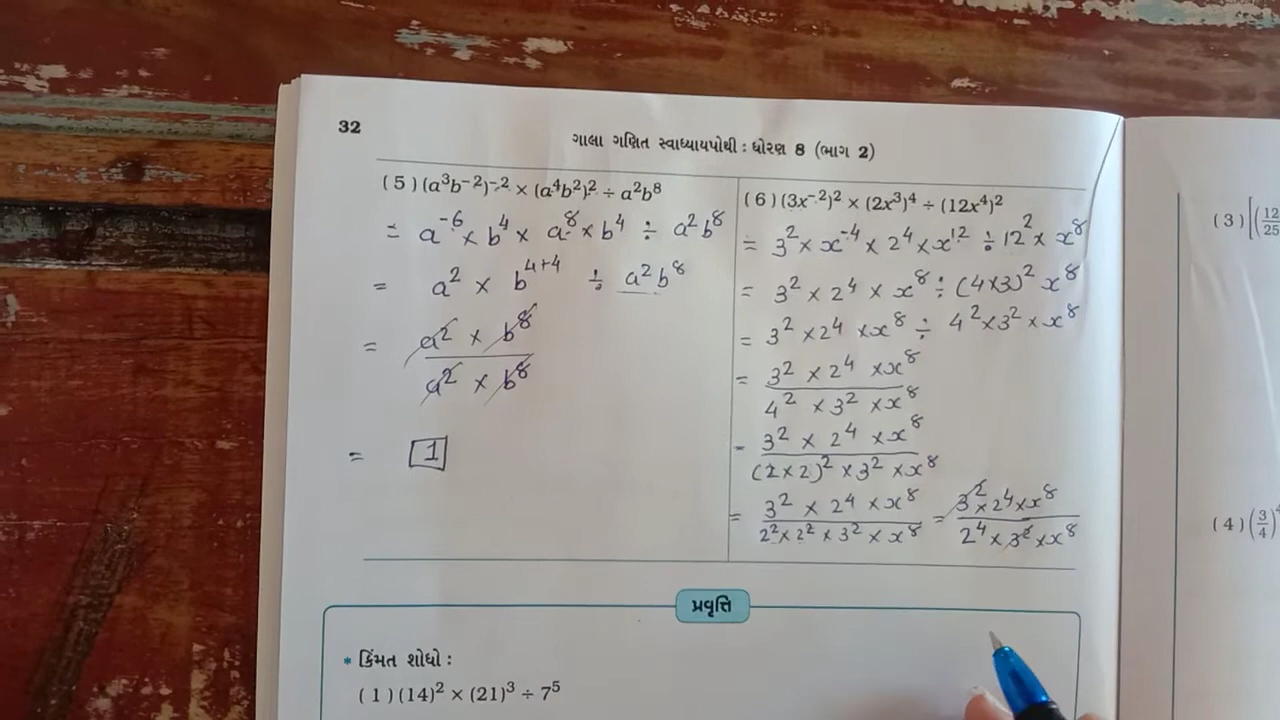 32
ગાલા ગણિત સ્વાધ્યાયપોથી : ધોરણ 8 (ભાગ 2)
(5) (a³b⁻²)⁻² × (a⁴b²)² ÷ a²b⁸
= a⁻⁶ × b⁴ × a⁸ × b⁴ ÷ a²b⁸
= a² × b⁴⁺⁴ ÷ a²b⁸
= a² × b⁸
a² × b⁸
= 1
(6) (3x⁻²)² × (2x³)⁴ ÷ (12x⁴)²
= 3² × x⁻⁴ × 2⁴ × x¹² ÷ 12² × x⁸
= 3² × 2⁴ × x⁸ ÷ (4×3)² x⁸
= 3² × 2⁴ × x⁸ ÷ 4² × 3² × x⁸
= 3² × 2⁴ × x⁸
4² × 3² × x⁸
= 3² × 2⁴ × x⁸
(2 × 2)² × 3² × x⁸
= 3² × 2⁴ × x⁸ = 3² × 2⁴ × x⁸
2² × 2² × 3² × x⁸ 2⁴ × 3² × x⁸
પ્રવૃત્તિ
* કિંમત શોધો :
(1) (14)² × (21)³ ÷ 7⁵
(3) [(12
25
(4) (3
4)